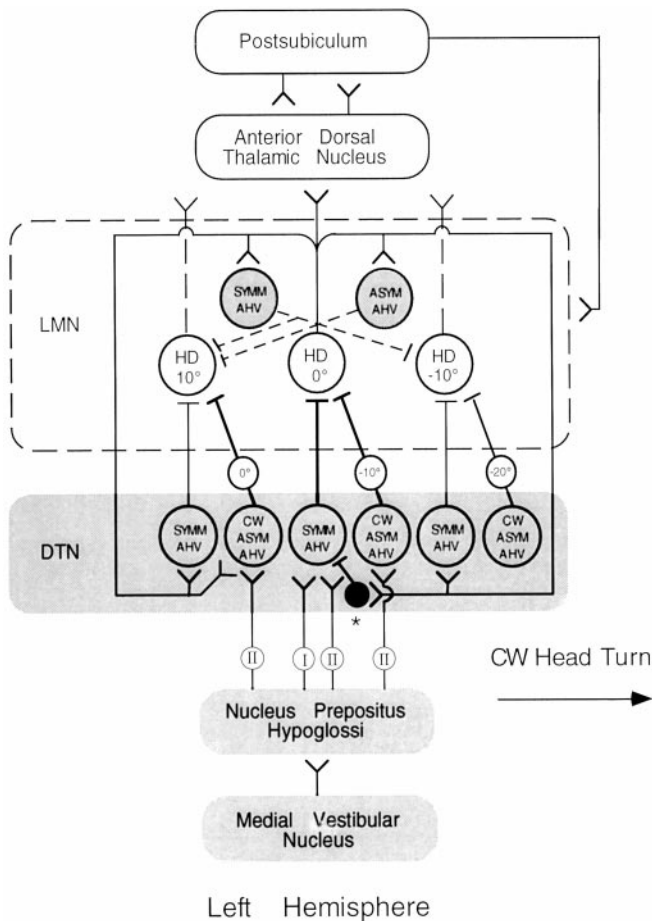 Postsubiculum
Anterior Dorsal
Thalamic Nucleus
LMN
SYMM
AHV
ASYM
AHV
HD
10°
HD
0°
HD
-10°
0°
-10°
-20°
DTN
SYMM
AHV
CW
ASYM
AHV
SYMM
AHV
CW
ASYM
AHV
SYMM
AHV
CW
ASYM
AHV
*
II
I
II
II
CW Head Turn
Nucleus Prepositus
Hypoglossi
Medial Vestibular
Nucleus
Left Hemisphere